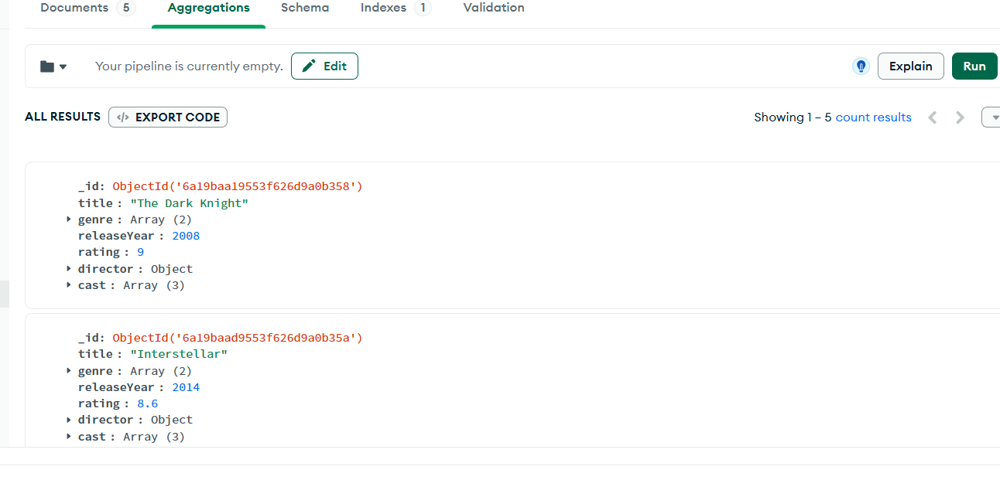 Documents 5 Aggregations Schema Indexes 1 Validation
Your pipeline is currently empty. Edit Explain Run
ALL RESULTS </> EXPORT CODE Showing 1 – 5 count results
_id: ObjectId('6a19baa19553f626d9a0b358')
title : "The Dark Knight"
genre : Array (2)
releaseYear : 2008
rating : 9
director : Object
cast : Array (3)
_id: ObjectId('6a19baad9553f626d9a0b35a')
title : "Interstellar"
genre : Array (2)
releaseYear : 2014
rating : 8.6
director : Object
cast : Array (3)